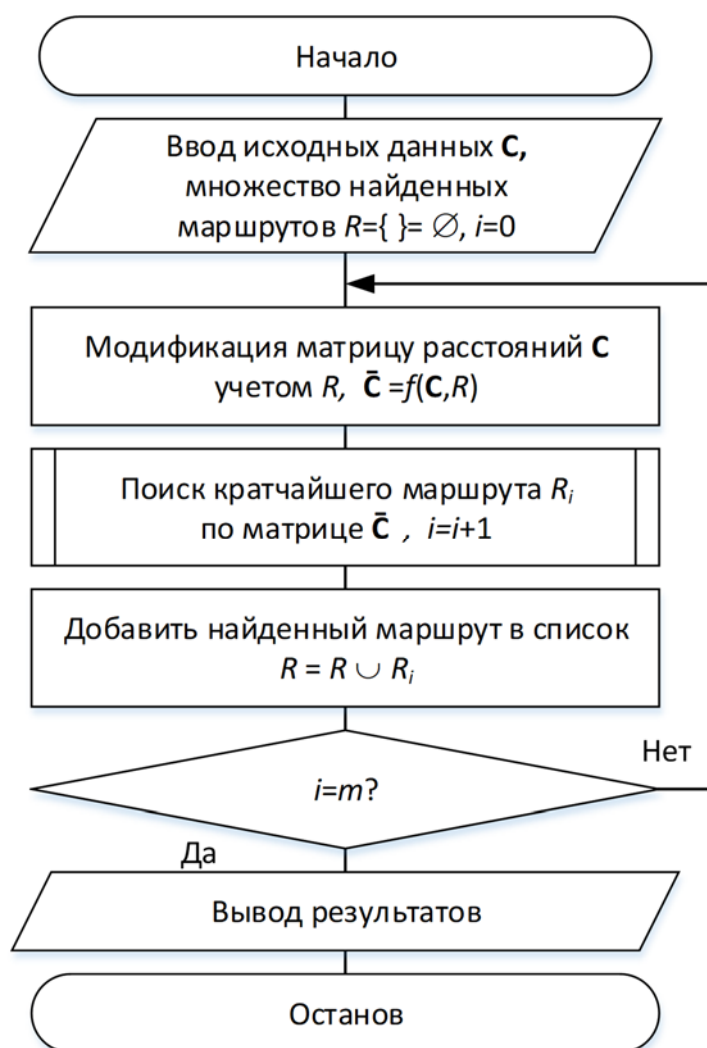 Начало
Ввод исходных данных C,
множество найденных
маршрутов R={ }= ∅, i=0
Модификация матрицу расстояний C
учетом R, C̄ =f(C,R)
Поиск кратчайшего маршрута Rᵢ
по матрице C̄ , i=i+1
Добавить найденный маршрут в список
R = R ∪ Rᵢ
Нет
i=m?
Да
Вывод результатов
Останов